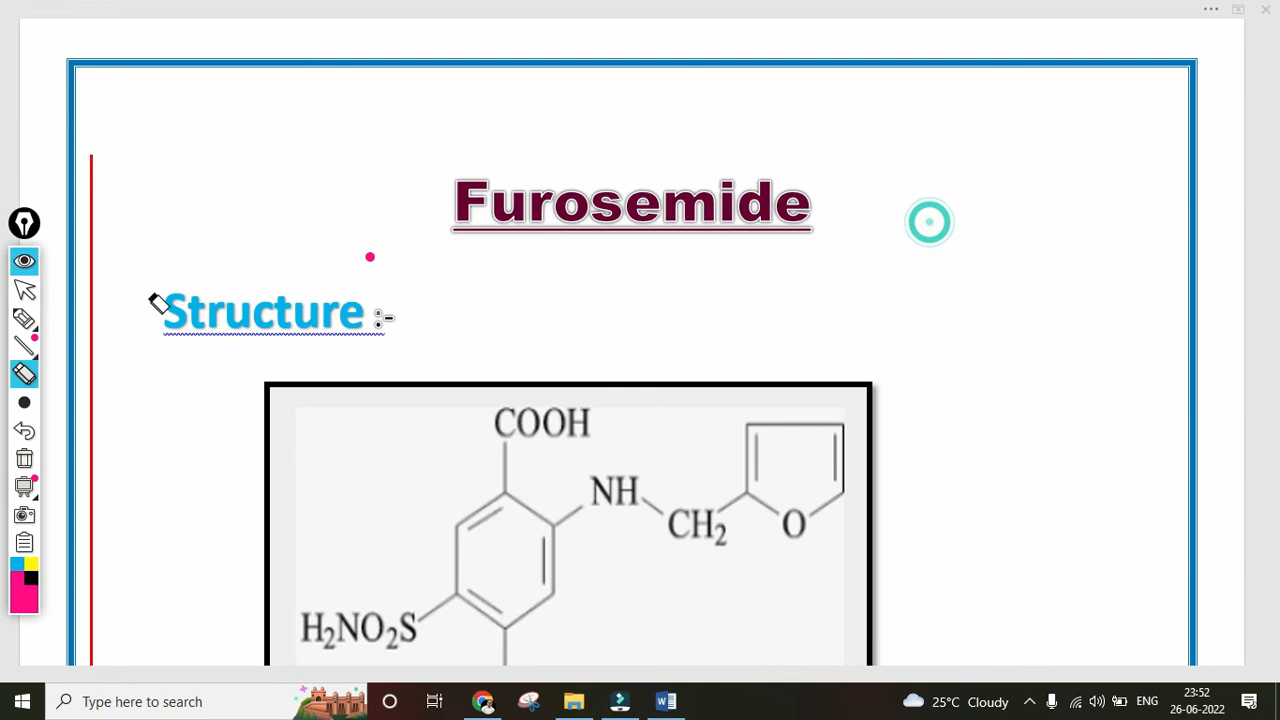 Furosemide
Structure :-
COOH
NH
CH2
O
H2NO2S
Type here to search
25°C Cloudy
ENG
23:52
26-06-2022